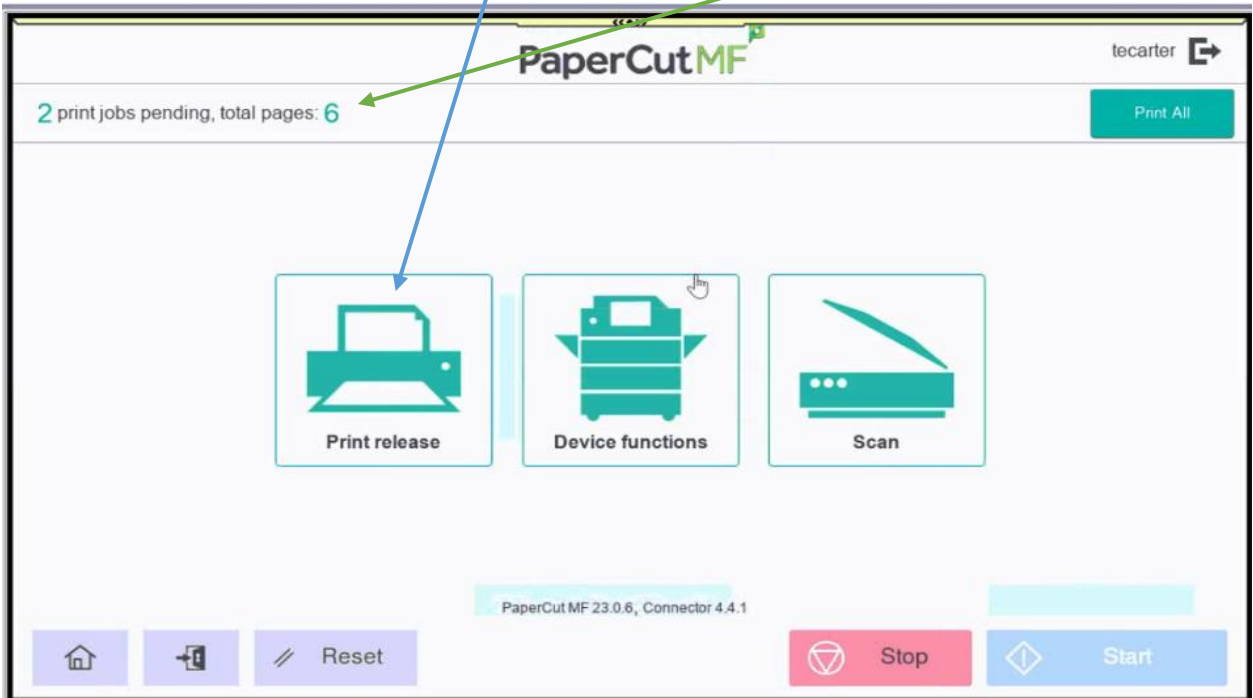 PaperCut MF
tecarter
2 print jobs pending, total pages: 6
Print All
Print release
Device functions
Scan
PaperCut MF 23.0.6, Connector 4.4.1
Reset
Stop
Start